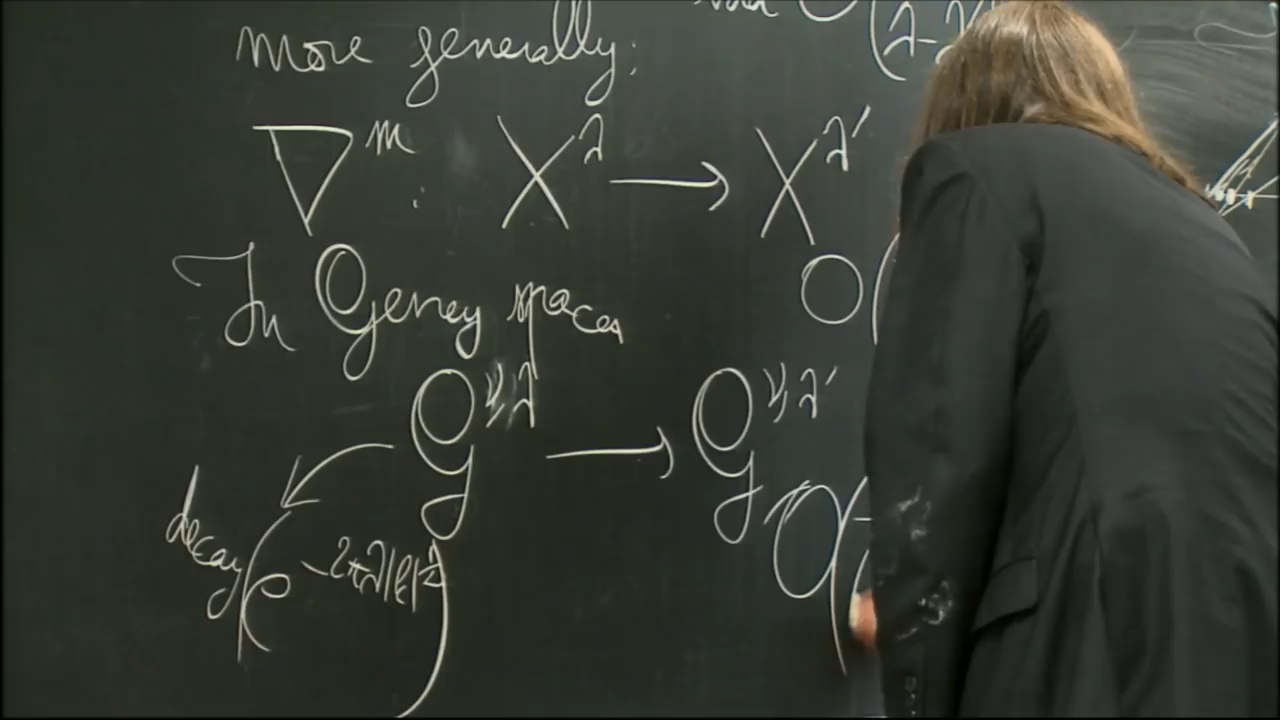 more generally:
∇^m : X^λ → X^λ'
O(
In Gevrey spaces
G^{ν,λ} → G^{ν,λ'}
decay (e^{-2πλ|ξ|^{1/ν}})
O(
(λ-λ'